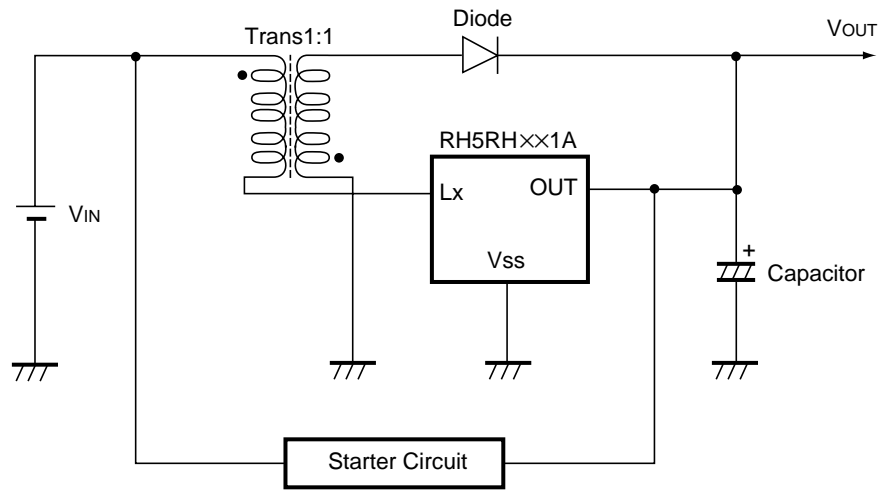 Diode
Trans1:1
VOUT
RH5RH××1A
Lx
OUT
VIN
Vss
+
Capacitor
Starter Circuit